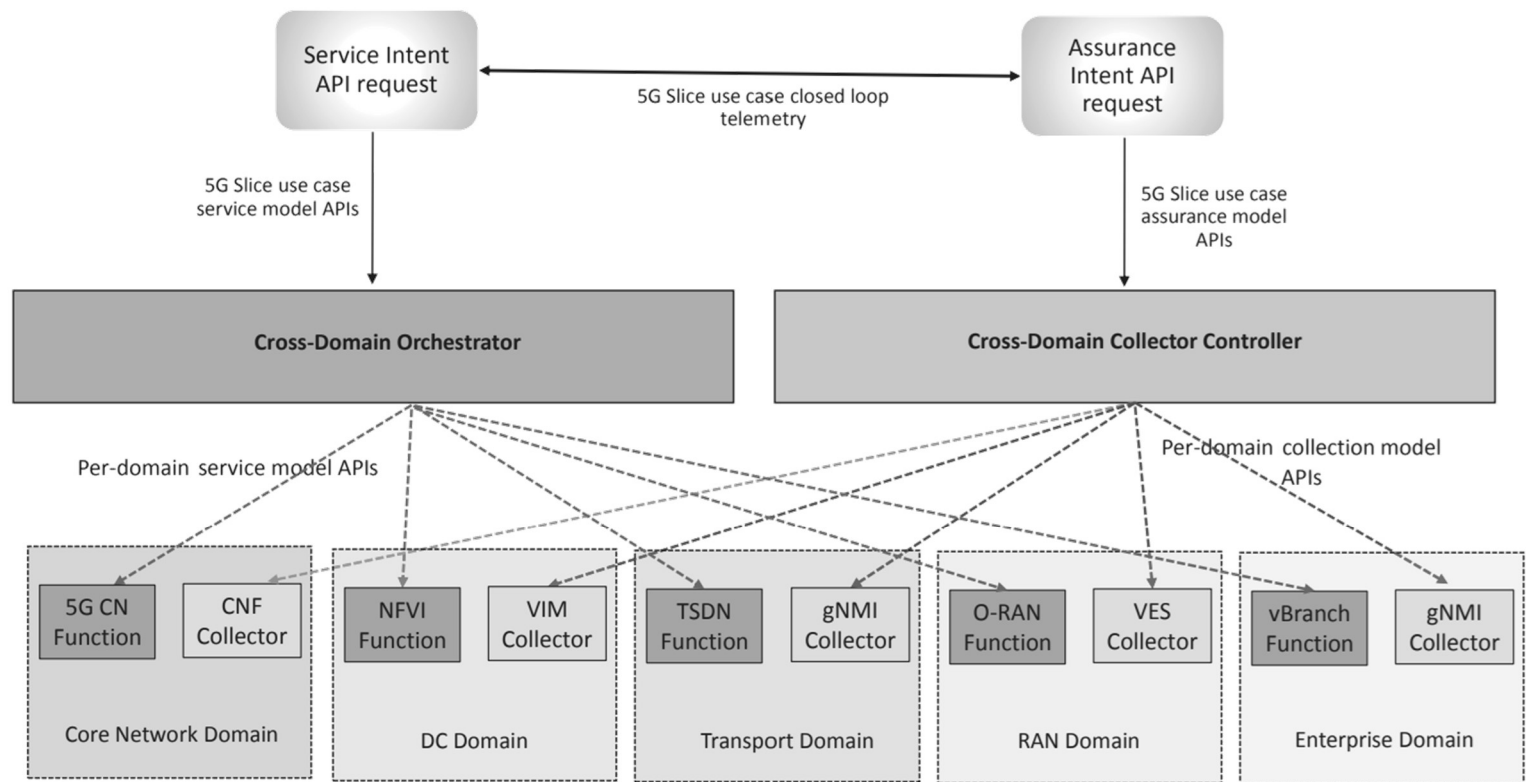 Service Intent
API request
Assurance
Intent API
request
5G Slice use case closed loop
telemetry
5G Slice use case
service model APIs
5G Slice use case
assurance model
APIs
Cross-Domain Orchestrator
Cross-Domain Collector Controller
Per-domain service model APIs
Per-domain collection model
APIs
5G CN
Function
CNF
Collector
NFVI
Function
VIM
Collector
TSDN
Function
gNMI
Collector
O-RAN
Function
VES
Collector
vBranch
Function
gNMI
Collector
Core Network Domain
DC Domain
Transport Domain
RAN Domain
Enterprise Domain